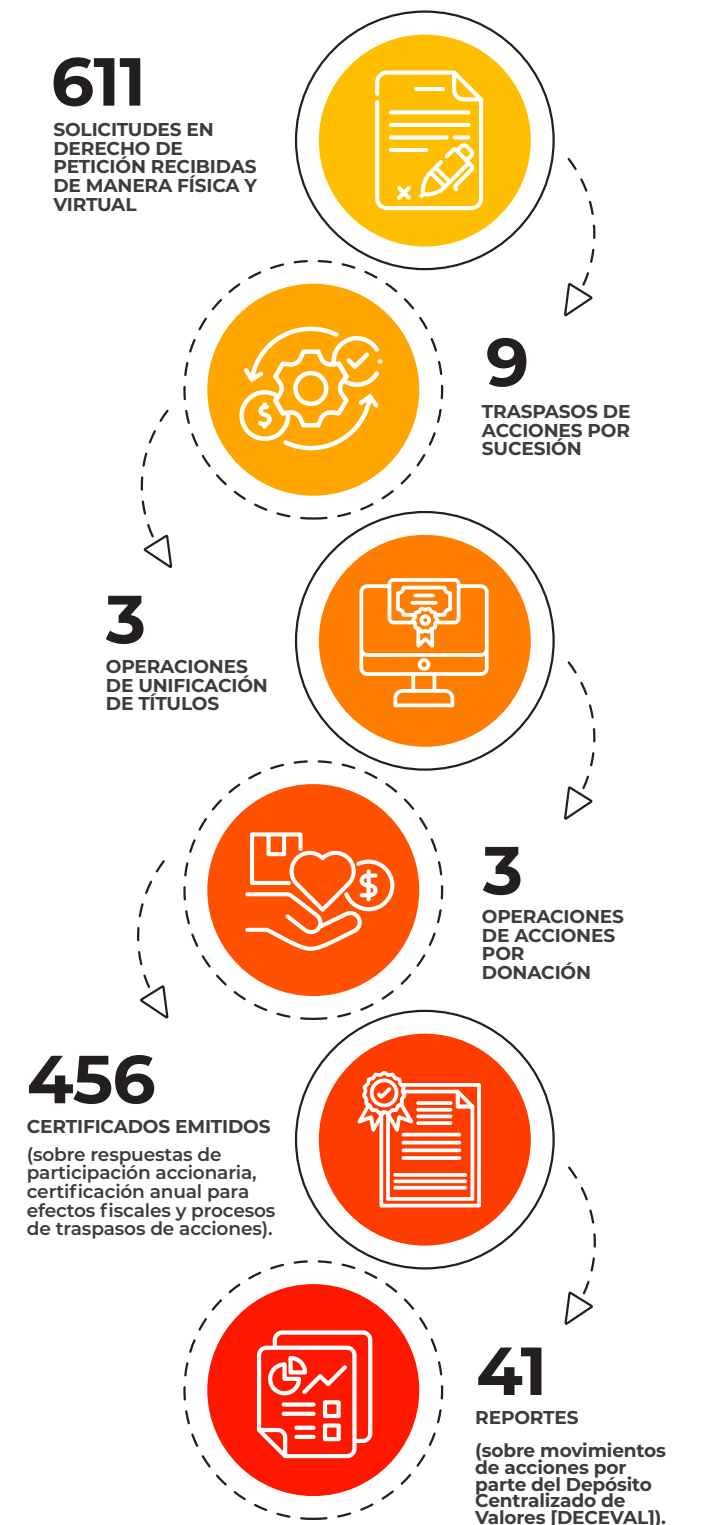 611
SOLICITUDES EN
DERECHO DE
PETICIÓN RECIBIDAS
DE MANERA FÍSICA Y
VIRTUAL
$
9
TRASPASOS DE
ACCIONES POR
SUCESIÓN
3
OPERACIONES
DE UNIFICACIÓN
DE TÍTULOS
$
3
OPERACIONES
DE ACCIONES
POR
DONACIÓN
456
CERTIFICADOS EMITIDOS
(sobre respuestas de
participación accionaria,
certificación anual para
efectos fiscales y procesos
de traspasos de acciones).
41
REPORTES
(sobre movimientos
de acciones por
parte del Depósito
Centralizado de
Valores [DECEVAL]).